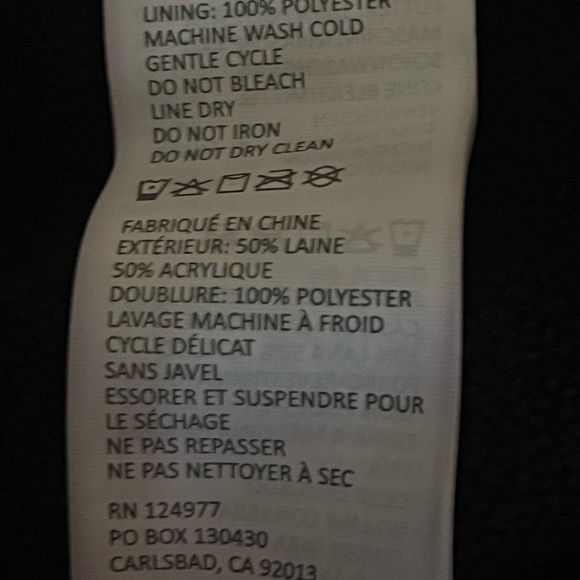 LINING: 100% POLYESTER
MACHINE WASH COLD
GENTLE CYCLE
DO NOT BLEACH
LINE DRY
DO NOT IRON
DO NOT DRY CLEAN
FABRIQUÉ EN CHINE
EXTÉRIEUR: 50% LAINE
50% ACRYLIQUE
DOUBLURE: 100% POLYESTER
LAVAGE MACHINE À FROID
CYCLE DÉLICAT
SANS JAVEL
ESSORER ET SUSPENDRE POUR
LE SÉCHAGE
NE PAS REPASSER
NE PAS NETTOYER À SEC
RN 124977
PO BOX 130430
CARLSBAD, CA 92013